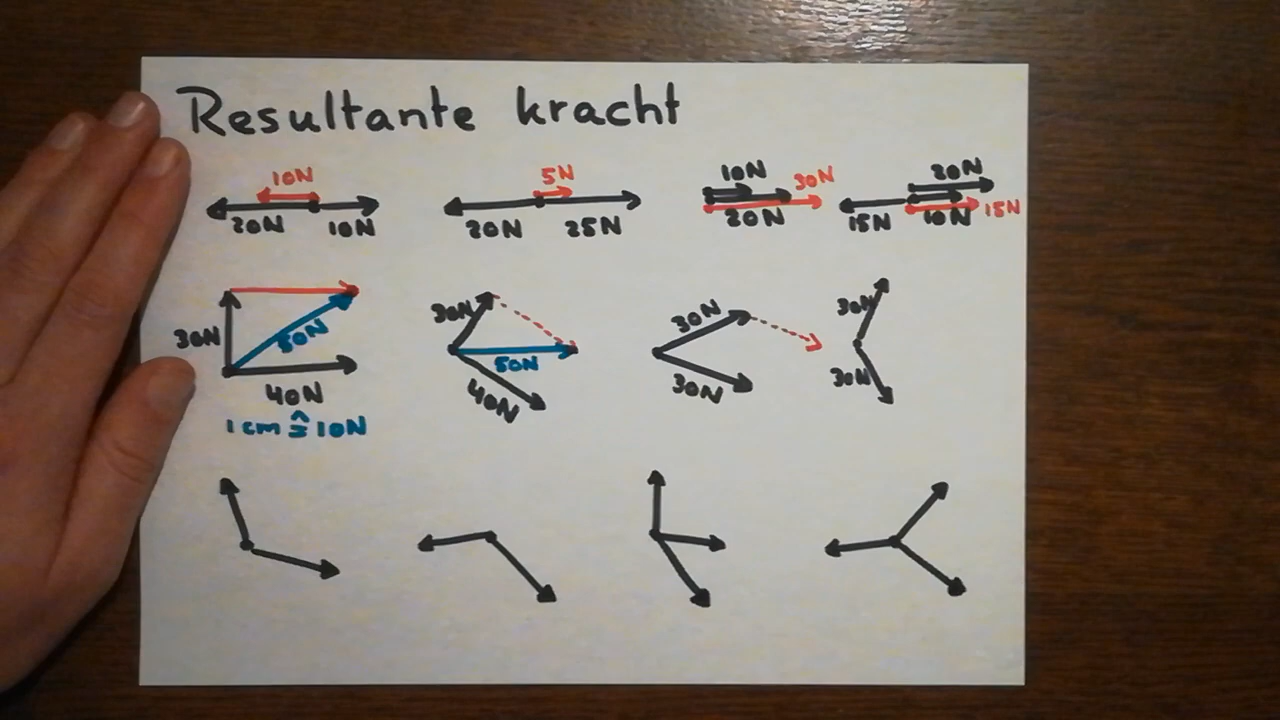 Resultante kracht
10N 5N 10N 30N 20N
20N 10N 20N 25N 20N 15N 10N 15N
30N 50N 30N 50N 30N 30N
40N 40N 30N 30N
1cm ≙ 10N